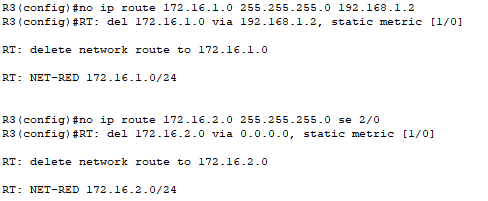 R3(config)#no ip route 172.16.1.0 255.255.255.0 192.168.1.2
R3(config)#RT: del 172.16.1.0 via 192.168.1.2, static metric [1/0]
RT: delete network route to 172.16.1.0
RT: NET-RED 172.16.1.0/24
R3(config)#no ip route 172.16.2.0 255.255.255.0 se 2/0
R3(config)#RT: del 172.16.2.0 via 0.0.0.0, static metric [1/0]
RT: delete network route to 172.16.2.0
RT: NET-RED 172.16.2.0/24